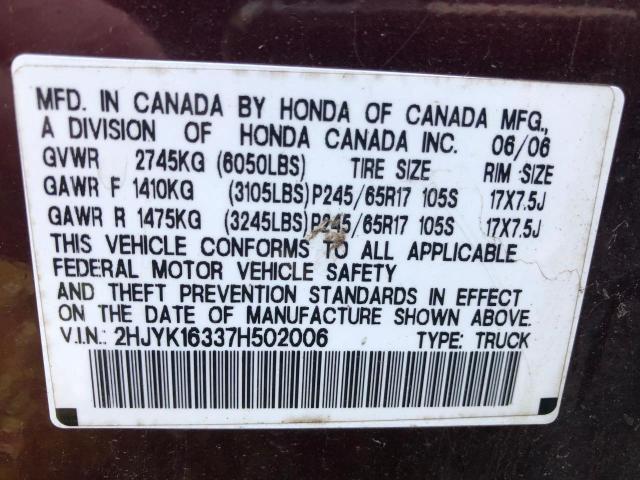 MFD. IN CANADA BY HONDA OF CANADA MFG.,
A DIVISION OF HONDA CANADA INC. 06/06
GVWR 2745KG (6050LBS) TIRE SIZE RIM SIZE
GAWR F 1410KG (3105LBS)P245/65R17 105S 17X7.5J
GAWR R 1475KG (3245LBS)P245/65R17 105S 17X7.5J
THIS VEHICLE CONFORMS TO ALL APPLICABLE
FEDERAL MOTOR VEHICLE SAFETY
AND THEFT PREVENTION STANDARDS IN EFFECT
ON THE DATE OF MANUFACTURE SHOWN ABOVE.
V.I.N.: 2HJYK16337H502006 TYPE: TRUCK